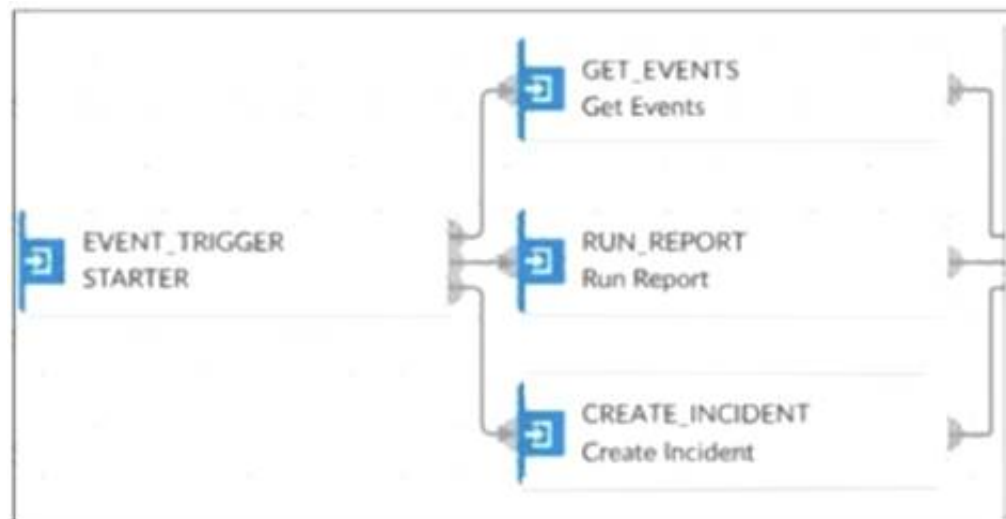 GET_EVENTS
Get Events
EVENT_TRIGGER
STARTER
RUN_REPORT
Run Report
CREATE_INCIDENT
Create Incident